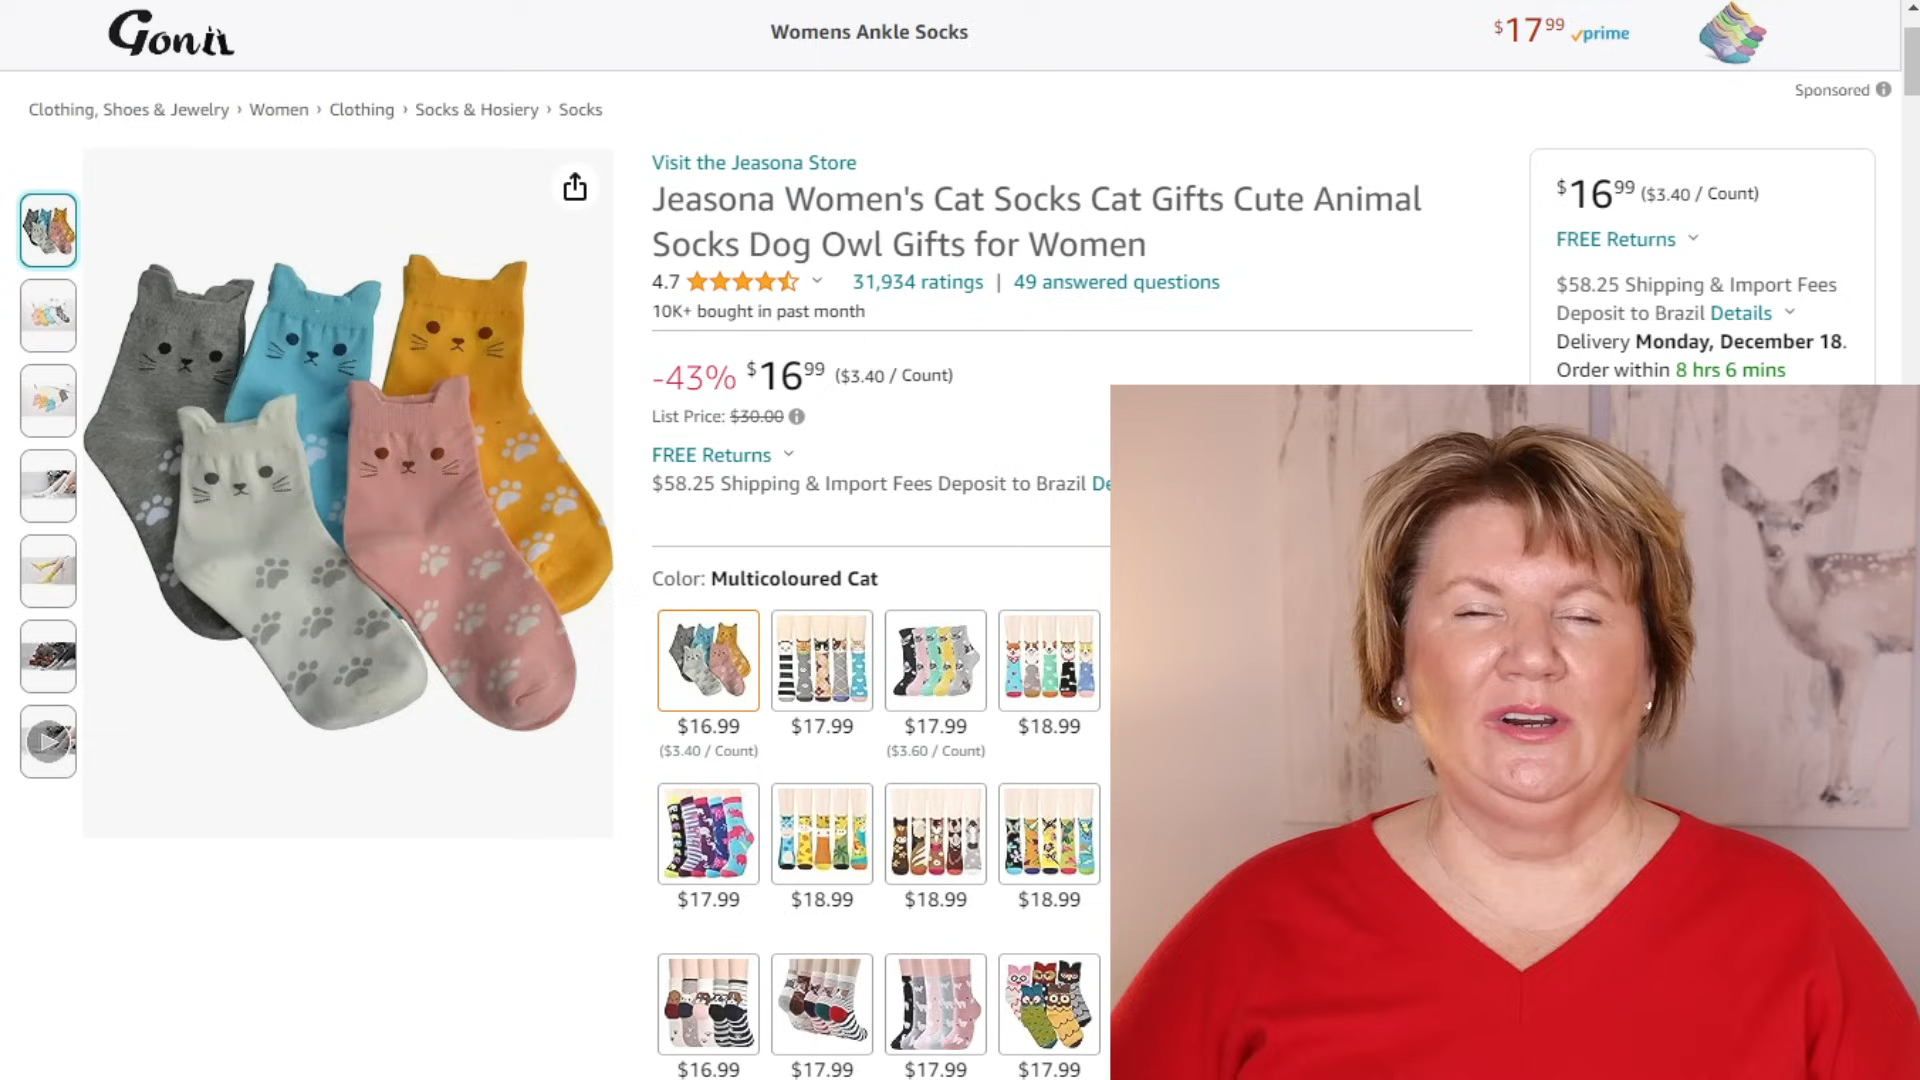 Gonii
Womens Ankle Socks
$17.99 prime
Sponsored
Clothing, Shoes & Jewelry › Women › Clothing › Socks & Hosiery › Socks
Visit the Jeasona Store
Jeasona Women's Cat Socks Cat Gifts Cute Animal
Socks Dog Owl Gifts for Women
4.7
31,934 ratings | 49 answered questions
10K+ bought in past month
-43% $16.99 ($3.40 / Count)
List Price: $30.00
FREE Returns
$58.25 Shipping & Import Fees Deposit to Brazil De
Color: Multicoloured Cat
$16.99 $17.99 $17.99 $18.99
($3.40 / Count) ($3.60 / Count)
$17.99 $18.99 $18.99 $18.99
$16.99 $17.99 $17.99 $17.99
$16.99 ($3.40 / Count)
FREE Returns
$58.25 Shipping & Import Fees
Deposit to Brazil Details
Delivery Monday, December 18.
Order within 8 hrs 6 mins